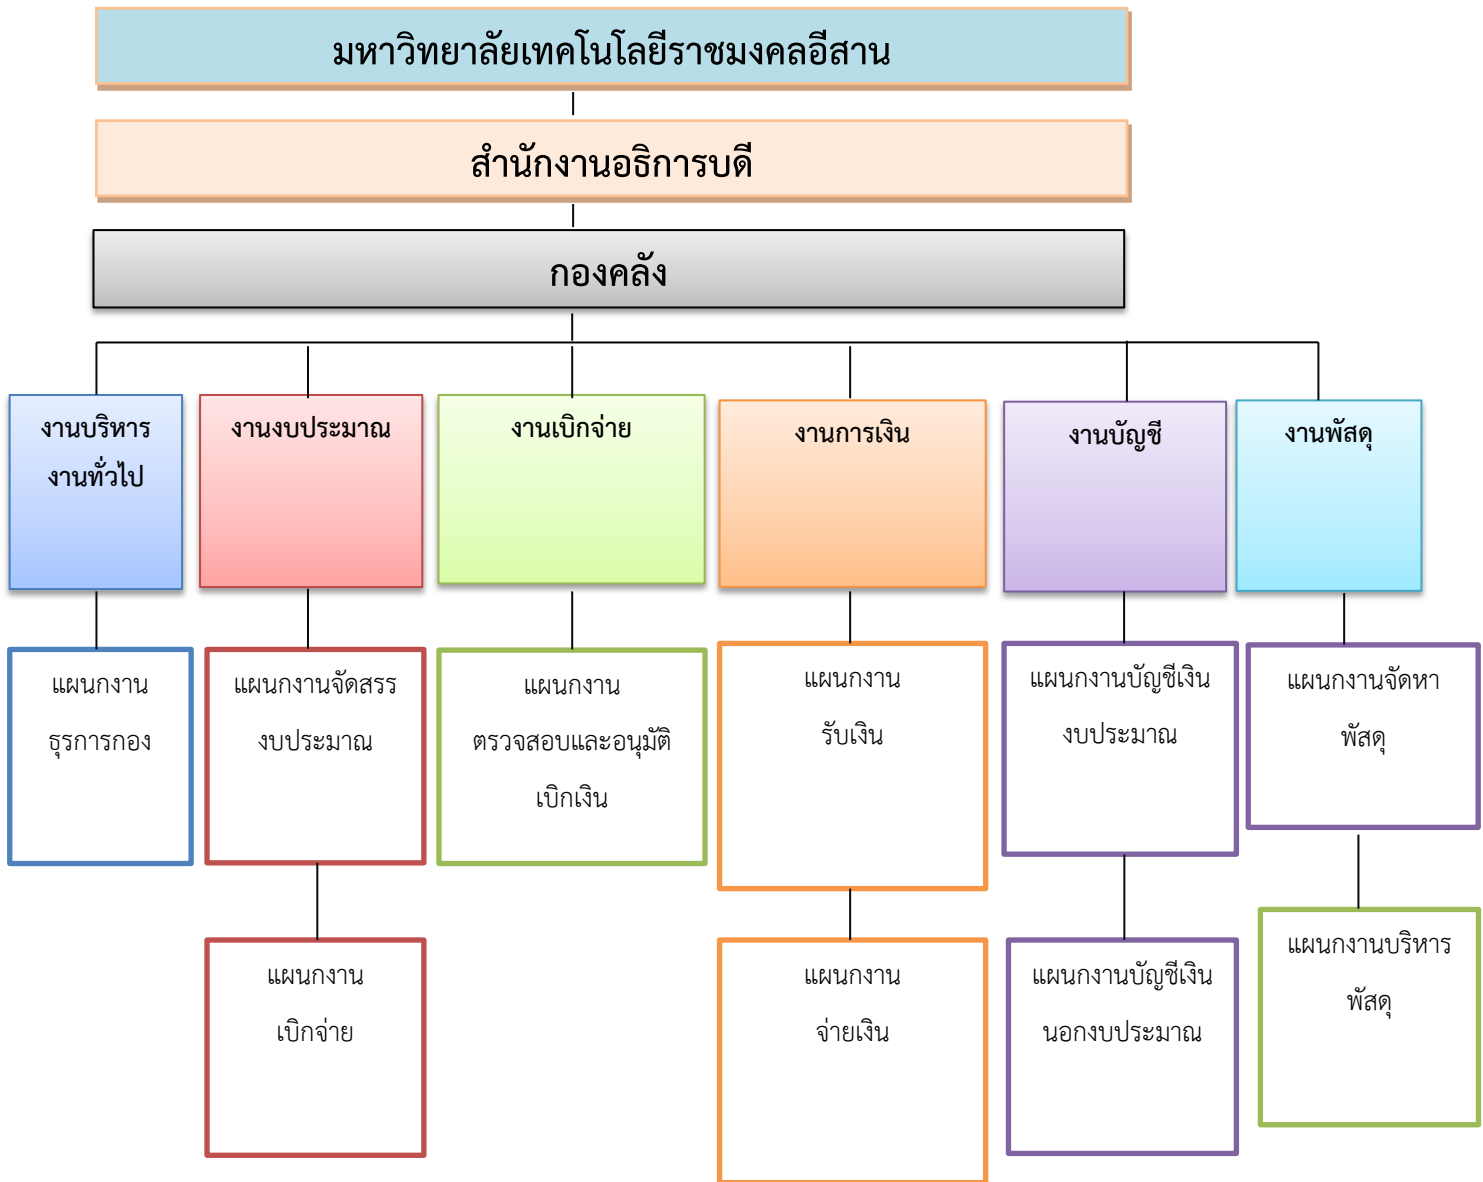 มหาวิทยาลัยเทคโนโลยีราชมงคลอีสาน
สำนักงานอธิการบดี
กองคลัง
งานบริหาร
งานทั่วไป
งานงบประมาณ
งานเบิกจ่าย
งานการเงิน
งานบัญชี
งานพัสดุ
แผนกงาน
ธุรการกอง
แผนกงานจัดสรร
งบประมาณ
แผนกงาน
ตรวจสอบและอนุมัติ
เบิกเงิน
แผนกงาน
รับเงิน
แผนกงานบัญชีเงิน
งบประมาณ
แผนกงานจัดหา
พัสดุ
แผนกงาน
เบิกจ่าย
แผนกงาน
จ่ายเงิน
แผนกงานบัญชีเงิน
นอกงบประมาณ
แผนกงานบริหาร
พัสดุ